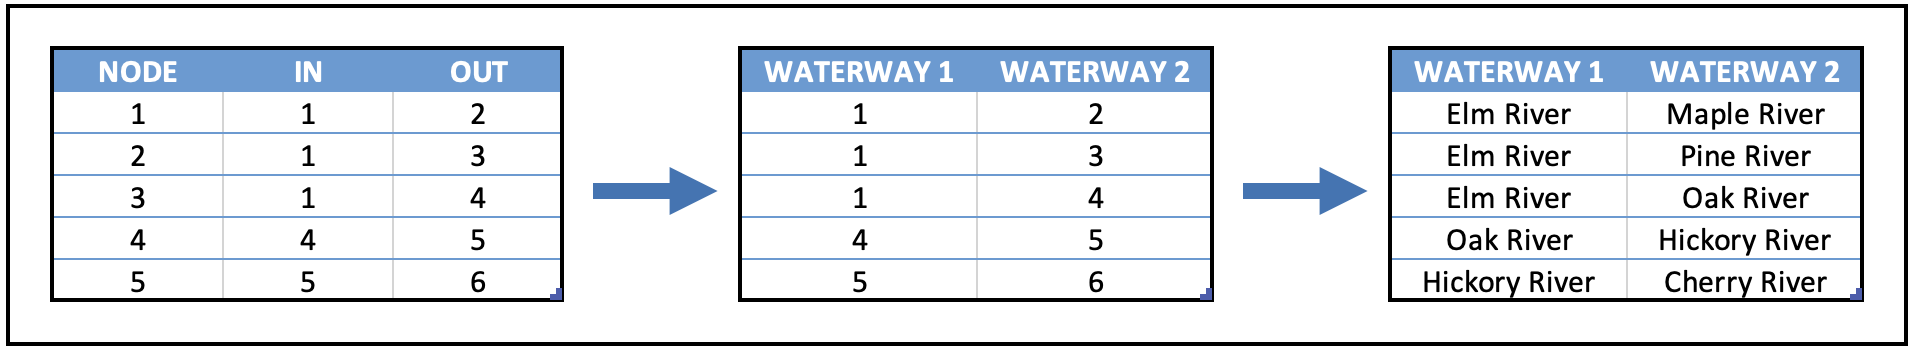 NODE IN OUT
1 1 2
2 1 3
3 1 4
4 4 5
5 5 6
WATERWAY 1 WATERWAY 2
1 2
1 3
1 4
4 5
5 6
WATERWAY 1 WATERWAY 2
Elm River Maple River
Elm River Pine River
Elm River Oak River
Oak River Hickory River
Hickory River Cherry River